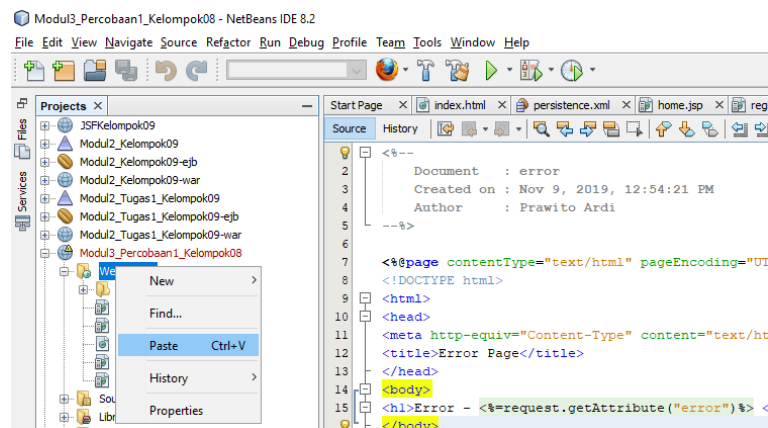 Modul3_Percobaan1_Kelompok08 - NetBeans IDE 8.2
File Edit View Navigate Source Refactor Run Debug Profile Team Tools Window Help
Files
Services
Projects
JSFKelompok09
Modul2_Kelompok09
Modul2_Kelompok09-ejb
Modul2_Kelompok09-war
Modul2_Tugas1_Kelompok09
Modul2_Tugas1_Kelompok09-ejb
Modul2_Tugas1_Kelompok09-war
Modul3_Percobaan1_Kelompok08
We
Sou
Libr
New
Find...
Paste Ctrl+V
History
Properties
Start Page index.html persistence.xml home.jsp reg
Source History
<%--
2 Document : error
3 Created on : Nov 9, 2019, 12:54:21 PM
4 Author : Prawito Ardi
5 --%>
6
7 <%@page contentType="text/html" pageEncoding="UT
8 <!DOCTYPE html>
9 <html>
10 <head>
11 <meta http-equiv="Content-Type" content="text/ht
12 <title>Error Page</title>
13 </head>
14 <body>
15 <h1>Error - <%=request.getAttribute("error")%> <
</body>